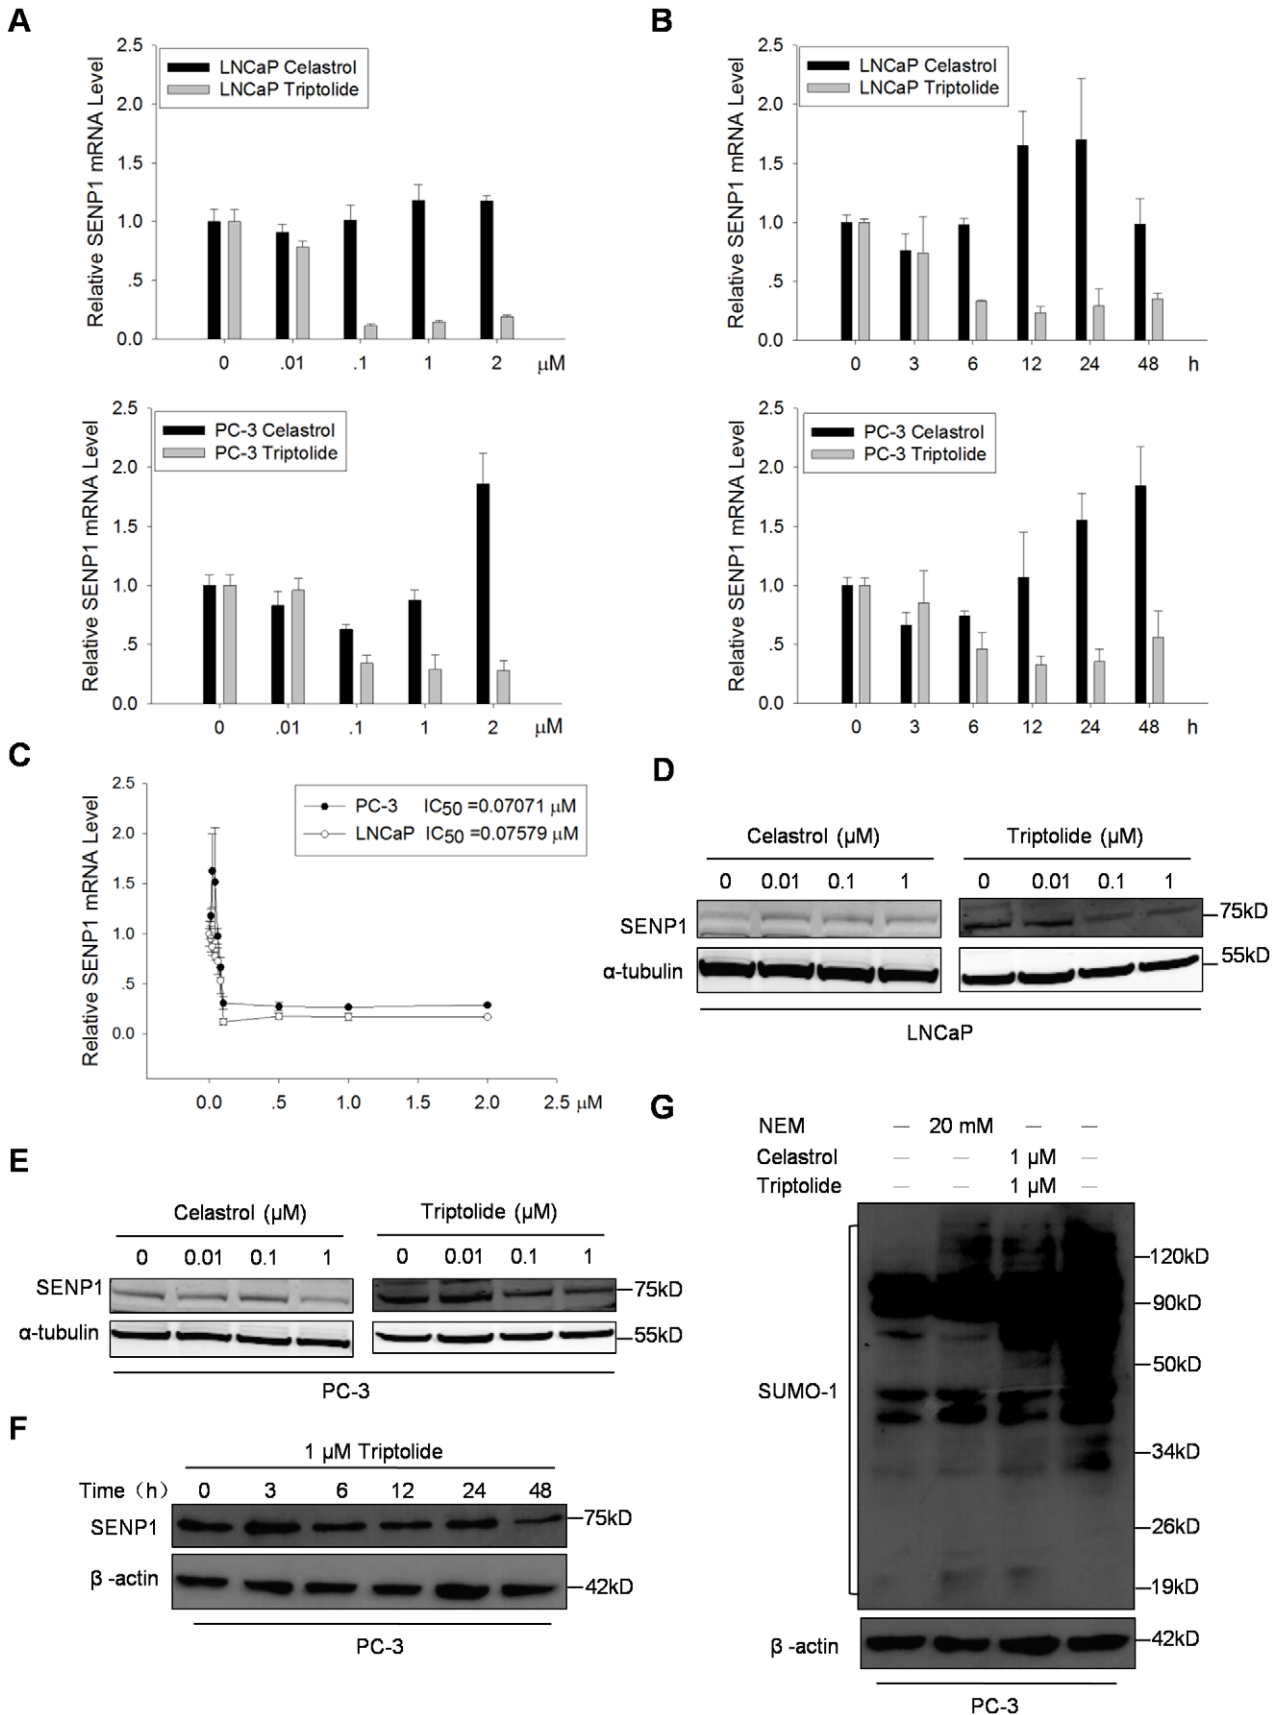 A
2.5
2.0
1.5
1.0
.5
0.0
Relative SENP1 mRNA Level
LNCaP Celastrol
LNCaP Triptolide
0 .01 .1 1 2 μM
2.5
2.0
1.5
1.0
.5
0.0
Relative SENP1 mRNA Level
PC-3 Celastrol
PC-3 Triptolide
0 .01 .1 1 2 μM
B
2.5
2.0
1.5
1.0
.5
0.0
Relative SENP1 mRNA Level
LNCaP Celastrol
LNCaP Triptolide
0 3 6 12 24 48 h
2.5
2.0
1.5
1.0
.5
0.0
Relative SENP1 mRNA Level
PC-3 Celastrol
PC-3 Triptolide
0 3 6 12 24 48 h
C
2.5
2.0
1.5
1.0
.5
0.0
Relative SENP1 mRNA Level
PC-3 IC50 =0.07071 μM
LNCaP IC50 =0.07579 μM
0.0 .5 1.0 1.5 2.0 2.5 μM
D
Celastrol (μM) Triptolide (μM)
0 0.01 0.1 1 0 0.01 0.1 1
SENP1 75kD
α-tubulin 55kD
LNCaP
E
Celastrol (μM) Triptolide (μM)
0 0.01 0.1 1 0 0.01 0.1 1
SENP1 75kD
α-tubulin 55kD
PC-3
F
1 μM Triptolide
Time (h) 0 3 6 12 24 48
SENP1 75kD
β -actin 42kD
PC-3
G
NEM — 20 mM — —
Celastrol — — 1 μM —
Triptolide — — 1 μM —
SUMO-1
120kD
90kD
50kD
34kD
26kD
19kD
β -actin 42kD
PC-3